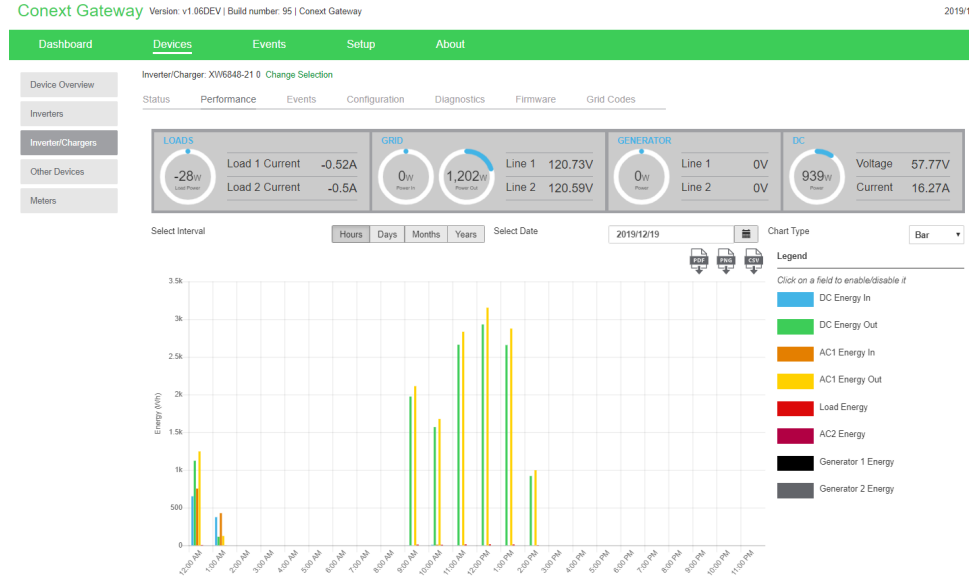 Conext Gateway Version: v1.06DEV | Build number: 95 | Conext Gateway 2019/1
Dashboard Devices Events Setup About
Inverter/Charger: XW6848-21 0 Change Selection
Device Overview
Inverters
Inverter/Chargers
Other Devices
Meters
Status Performance Events Configuration Diagnostics Firmware Grid Codes
LOADS
-28W
Load Power
Load 1 Current -0.52A
Load 2 Current -0.5A
GRID
0W
Power In
1,202W
Power Out
Line 1 120.73V
Line 2 120.59V
GENERATOR
0W
Power
Line 1 0V
Line 2 0V
DC
939W
Power
Voltage 57.77V
Current 16.27A
Select Interval Hours Days Months Years Select Date 2019/12/19 Chart Type Bar
PDF PNG CSV
Legend
Click on a field to enable/disable it
DC Energy In
DC Energy Out
AC1 Energy In
AC1 Energy Out
Load Energy
AC2 Energy
Generator 1 Energy
Generator 2 Energy
Energy (Wh)
3.5k
3k
2.5k
2k
1.5k
1k
500
0
12:00 AM 1:00 AM 2:00 AM 3:00 AM 4:00 AM 5:00 AM 6:00 AM 7:00 AM 8:00 AM 9:00 AM 10:00 AM 11:00 AM 12:00 PM 1:00 PM 2:00 PM 3:00 PM 4:00 PM 5:00 PM 6:00 PM 7:00 PM 8:00 PM 9:00 PM 10:00 PM 11:00 PM